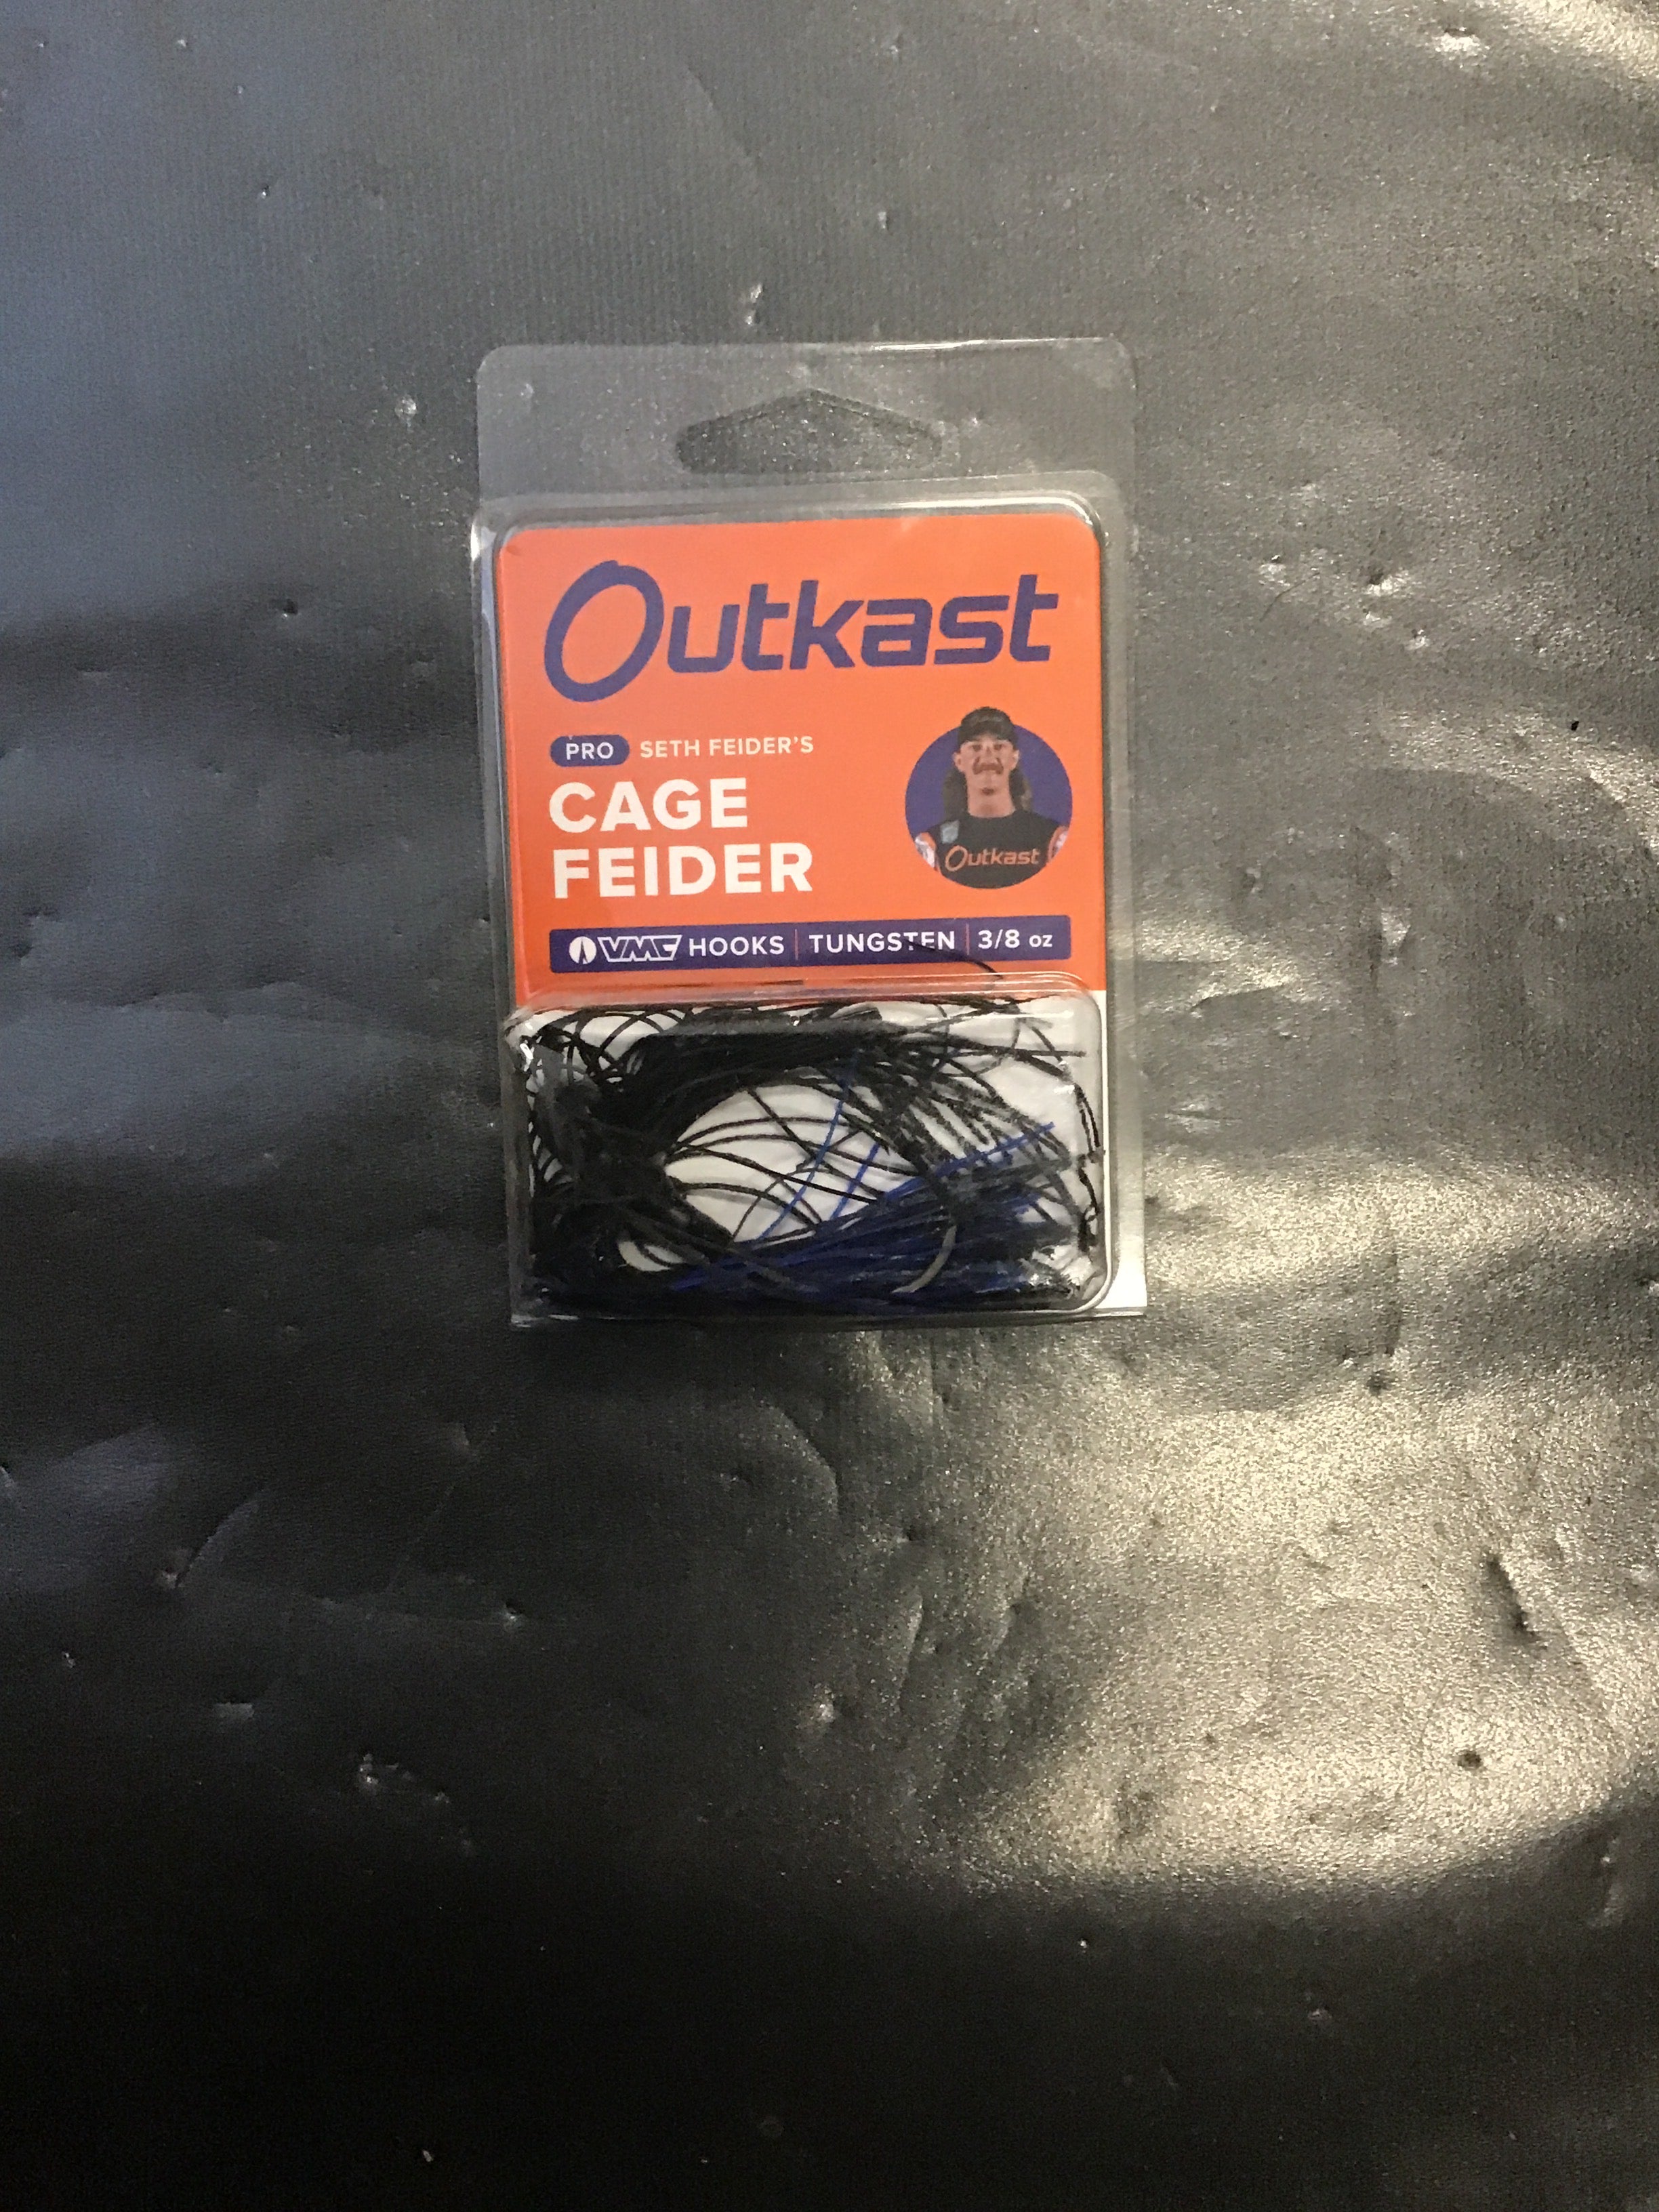 Outkast
PRO SETH FEIDER'S
CAGE
FEIDER
Outkast
VMC HOOKS | TUNGSTEN | 3/8 oz